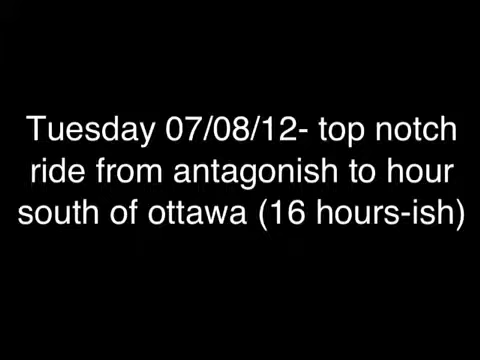 Tuesday 07/08/12- top notch
ride from antagonish to hour
south of ottawa (16 hours-ish)